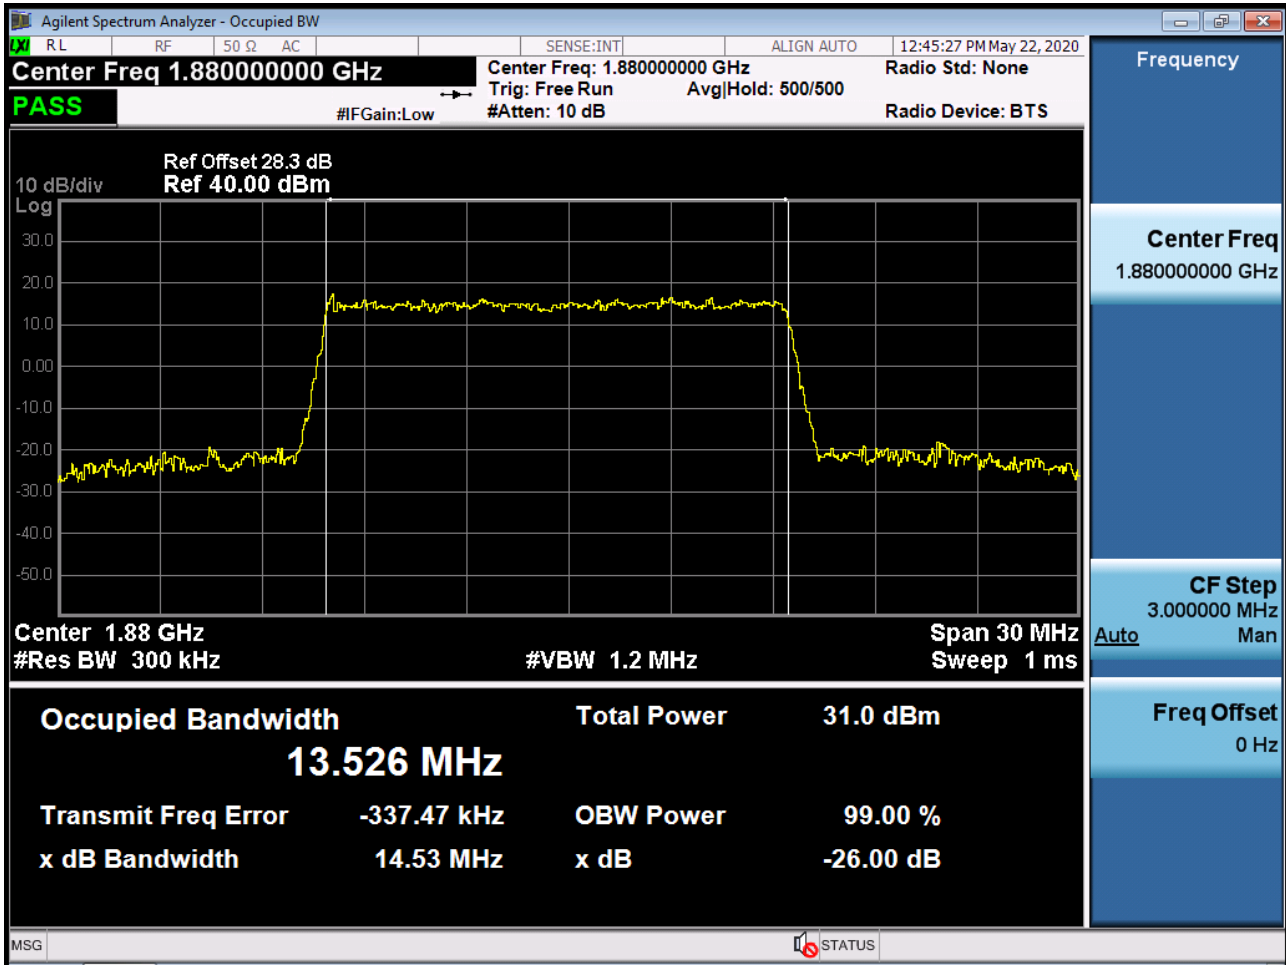 Agilent Spectrum Analyzer - Occupied BW
LXI RL RF 50 Ω AC SENSE:INT ALIGN AUTO 12:45:27 PM May 22, 2020
Center Freq 1.880000000 GHz
PASS
#IFGain:Low
Center Freq: 1.880000000 GHz
Trig: Free Run Avg|Hold: 500/500
#Atten: 10 dB
Radio Std: None
Radio Device: BTS
Ref Offset 28.3 dB
10 dB/div Ref 40.00 dBm
Log
30.0
20.0
10.0
0.00
-10.0
-20.0
-30.0
-40.0
-50.0
Center 1.88 GHz Span 30 MHz
#Res BW 300 kHz #VBW 1.2 MHz Sweep 1 ms
Occupied Bandwidth Total Power 31.0 dBm
13.526 MHz
Transmit Freq Error -337.47 kHz OBW Power 99.00 %
x dB Bandwidth 14.53 MHz x dB -26.00 dB
MSG STATUS
Frequency
Center Freq
1.880000000 GHz
CF Step
3.000000 MHz
Auto Man
Freq Offset
0 Hz